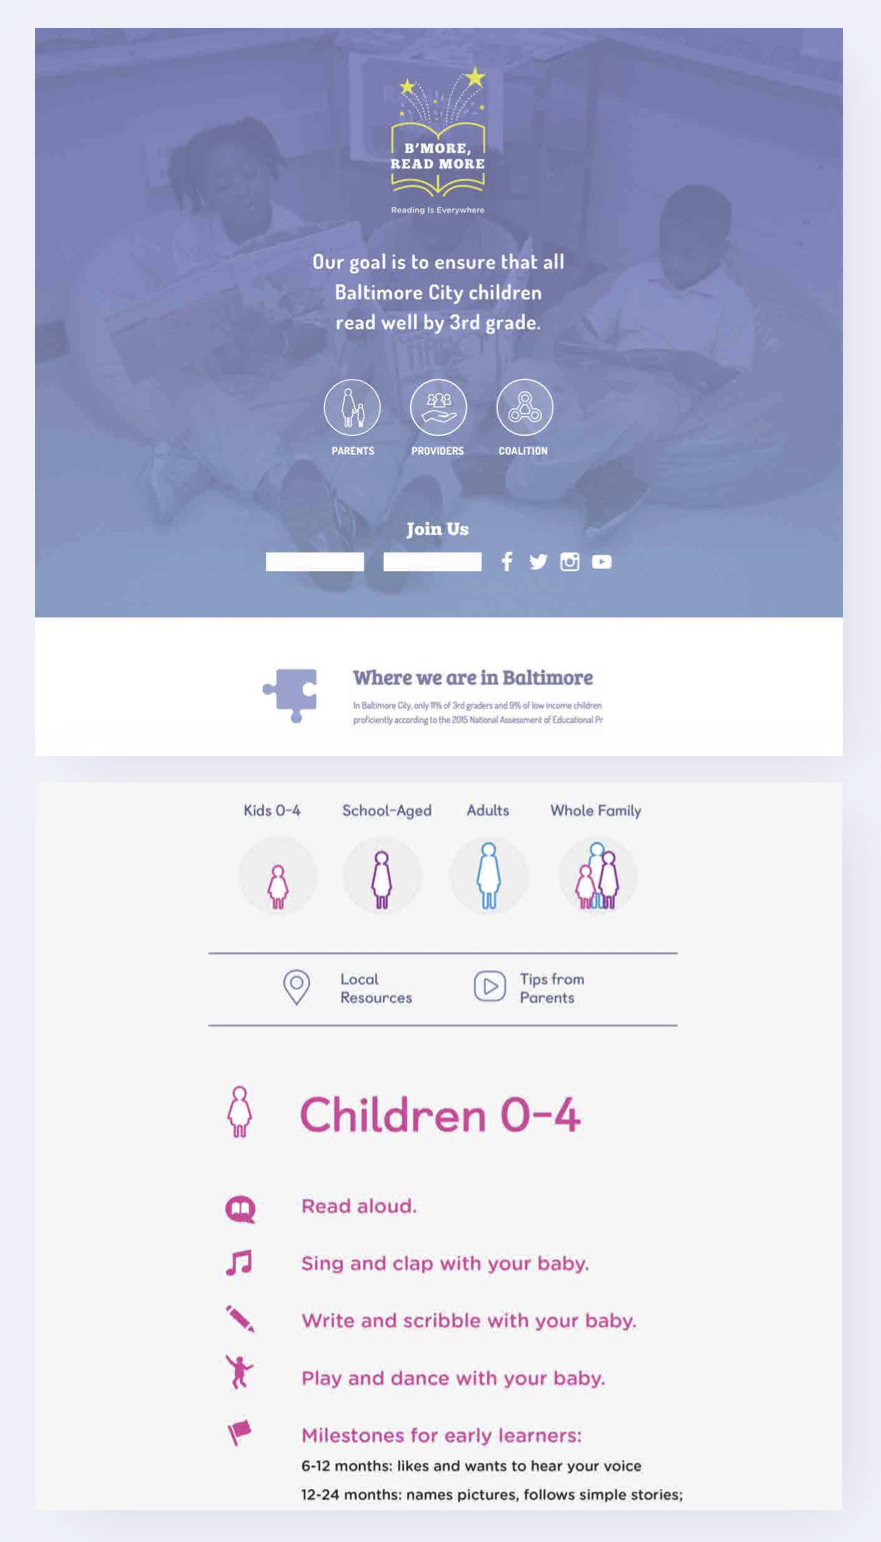 B'MORE,
READ MORE
Reading Is Everywhere
Our goal is to ensure that all
Baltimore City children
read well by 3rd grade.
PARENTS PROVIDERS COALITION
Join Us
Where we are in Baltimore
In Baltimore City, only 11% of 3rd graders and 9% of low income children
proficiently according to the 2015 National Assessment of Educational Pr
Kids 0-4 School-Aged Adults Whole Family
Local
Resources
Tips from
Parents
Children 0-4
Read aloud.
Sing and clap with your baby.
Write and scribble with your baby.
Play and dance with your baby.
Milestones for early learners:
6-12 months: likes and wants to hear your voice
12-24 months: names pictures, follows simple stories;